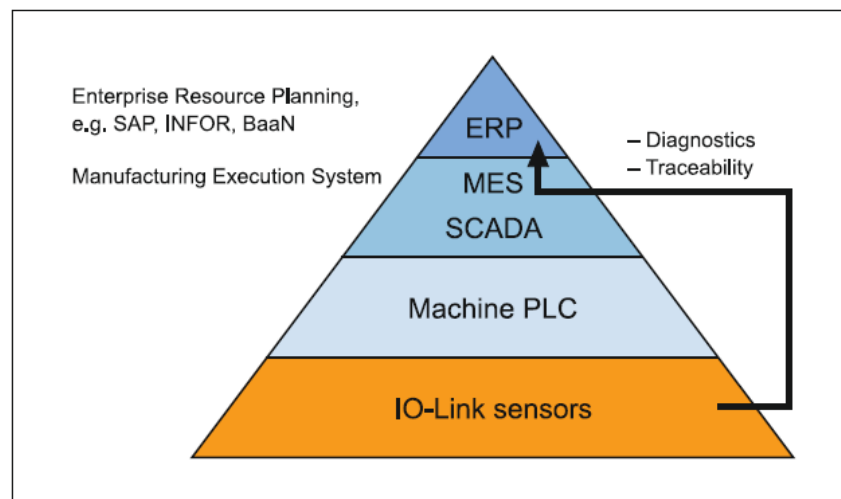 Enterprise Resource Planning,
e.g. SAP, INFOR, BaaN
Manufacturing Execution System
ERP
– Diagnostics
– Traceability
MES
SCADA
Machine PLC
IO-Link sensors